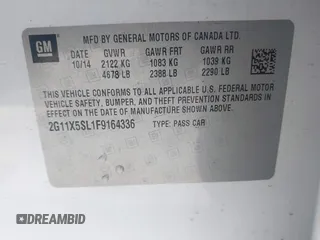 GM
MFD BY GENERAL MOTORS OF CANADA LTD.
DATE GVWR GAWR FRT GAWR RR
10/14 2122 KG 1083 KG 1039 KG
4678 LB 2388 LB 2290 LB
THIS VEHICLE CONFORMS TO ALL APPLICABLE U.S. FEDERAL MOTOR
VEHICLE SAFETY, BUMPER, AND THEFT PREVENTION STANDARDS
IN EFFECT ON THE DATE OF MANUFACTURE SHOWN ABOVE.
2G11X5SL1F9164336 TYPE: PASS CAR
DREAMBID